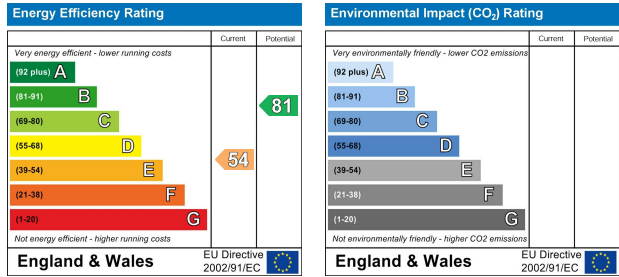 Energy Efficiency Rating
Current Potential
Very energy efficient - lower running costs
(92 plus) A
(81-91) B
81
(69-80) C
(55-68) D
54
(39-54) E
(21-38) F
(1-20) G
Not energy efficient - higher running costs
England & Wales
EU Directive
2002/91/EC
Environmental Impact (CO₂) Rating
Current Potential
Very environmentally friendly - lower CO2 emissions
(92 plus) A
(81-91) B
(69-80) C
(55-68) D
(39-54) E
(21-38) F
(1-20) G
Not environmentally friendly - higher CO2 emissions
England & Wales
EU Directive
2002/91/EC